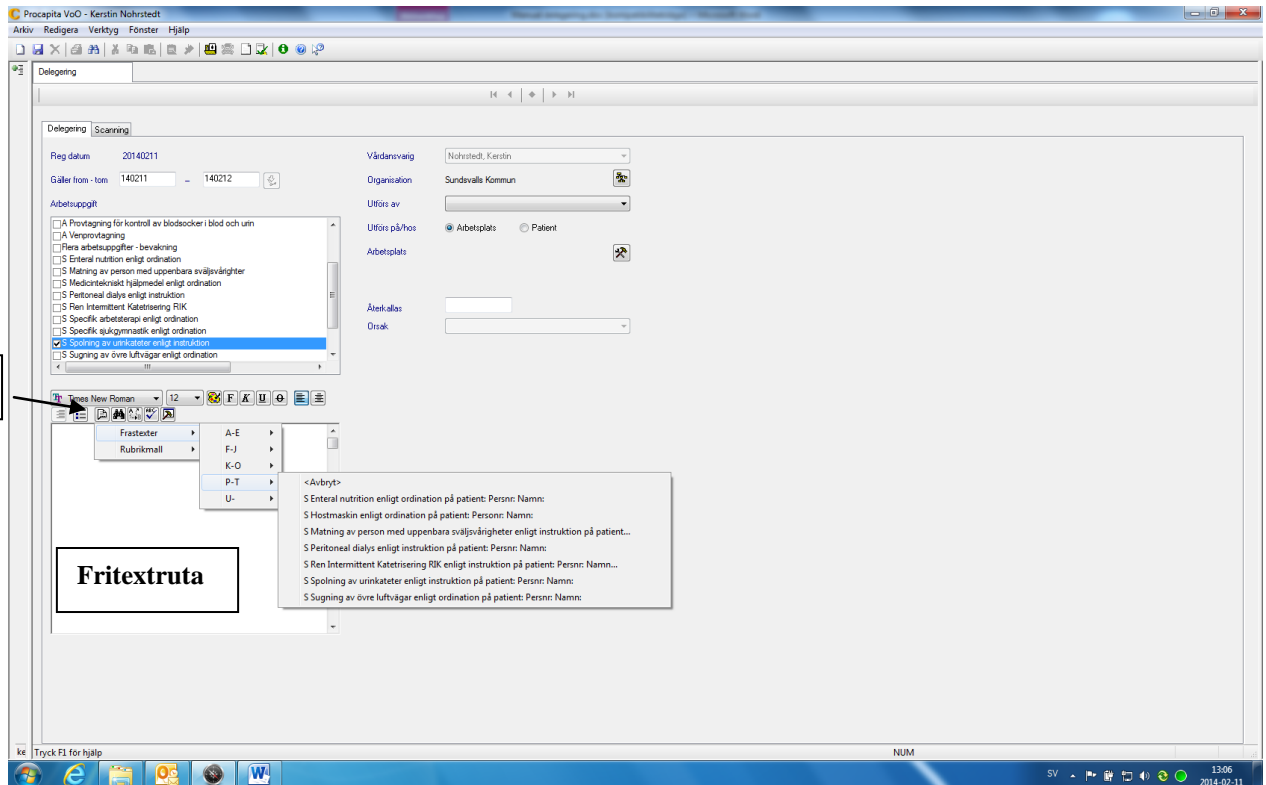 Procapita VoO - Kerstin Nohrstedt
Arkiv Redigera Verktyg Fönster Hjälp
Delegering
Delegering Scanning
Reg datum 20140211
Gäller from - tom 140211 - 140212
Arbetsuppgift
A Provtagning för kontroll av blodsocker i blod och urin
A Venprovtagning
Flera arbetsuppgifter - bevakning
S Enteral nutrition enligt ordination
S Matning av person med uppenbara sväljsvårighter
S Medicintekniskt hjälpmedel enligt ordination
S Peritoneal dialys enligt instruktion
S Ren Intermittent Katetrisering RIK
S Specifik arbetsterapi enligt ordination
S Specifik sjukgymnastik enligt ordination
S Spolning av urinkateter enligt instruktion
S Sugning av övre luftvägar enligt ordination
Vårdansvarig Nohrstedt, Kerstin
Organisation Sundsvalls Kommun
Utförs av
Utförs på/hos Arbetsplats Patient
Arbetsplats
Återkallas
Orsak
Times New Roman 12 F K U O
Frastexter
Rubrikmall
A-E
F-J
K-O
P-T
U-
<Avbryt>
S Enteral nutrition enligt ordination på patient: Persnr: Namn:
S Hostmaskin enligt ordination på patient: Personr: Namn:
S Matning av person med uppenbara sväljsvårigheter enligt instruktion på patient...
S Peritoneal dialys enligt instruktion på patient: Persnr: Namn:
S Ren Intermittent Katetrisering RIK enligt instruktion på patient: Persnr: Namn...
S Spolning av urinkateter enligt instruktion på patient: Persnr: Namn:
S Sugning av övre luftvägar enligt ordination på patient: Persnr: Namn:
Fritextruta
ke Tryck F1 för hjälp NUM
SV 13:06
2014-02-11